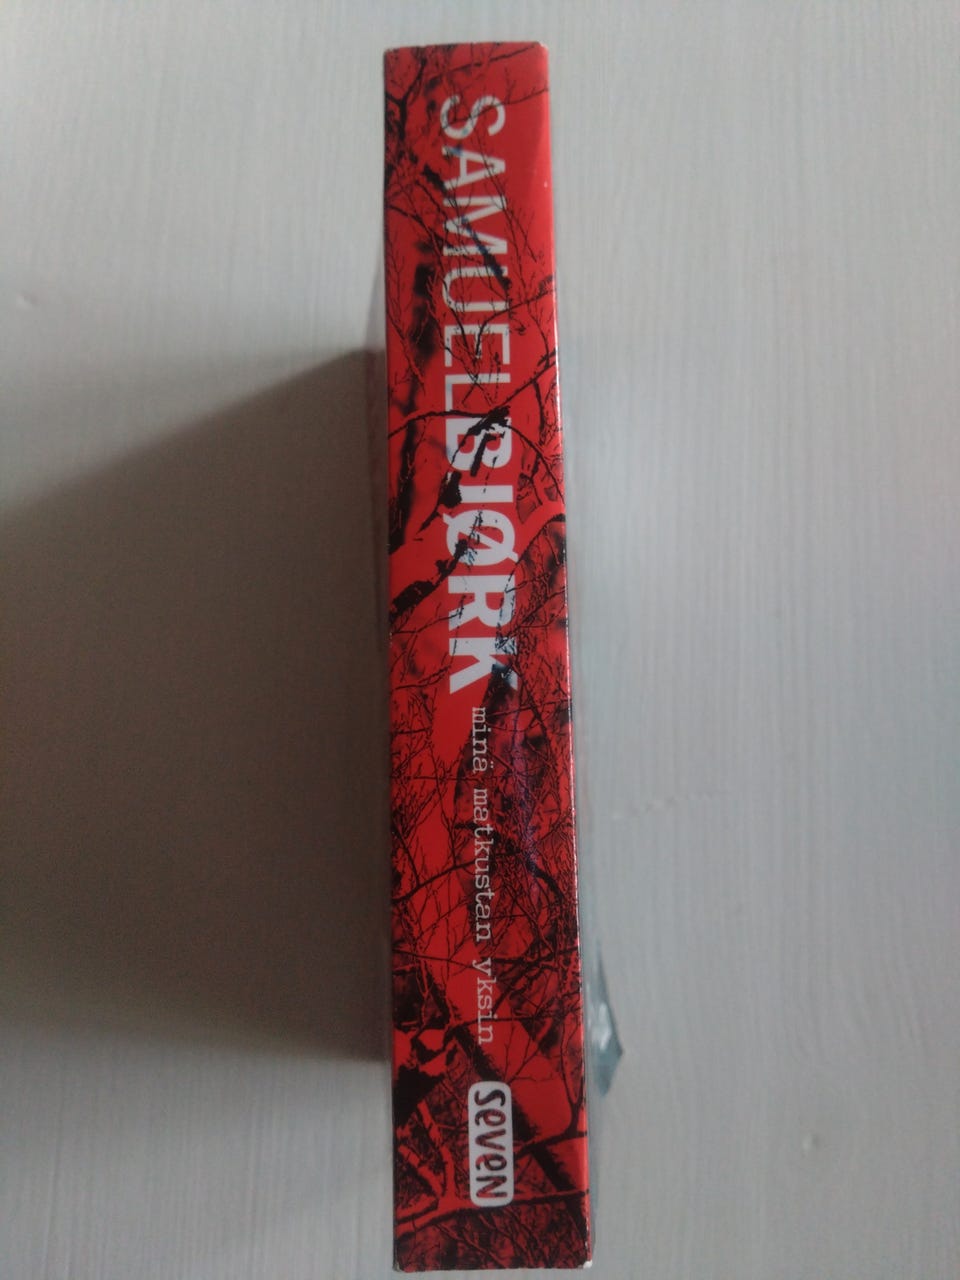 SAMUEL BJØRK
minä matkustan yksin
seven